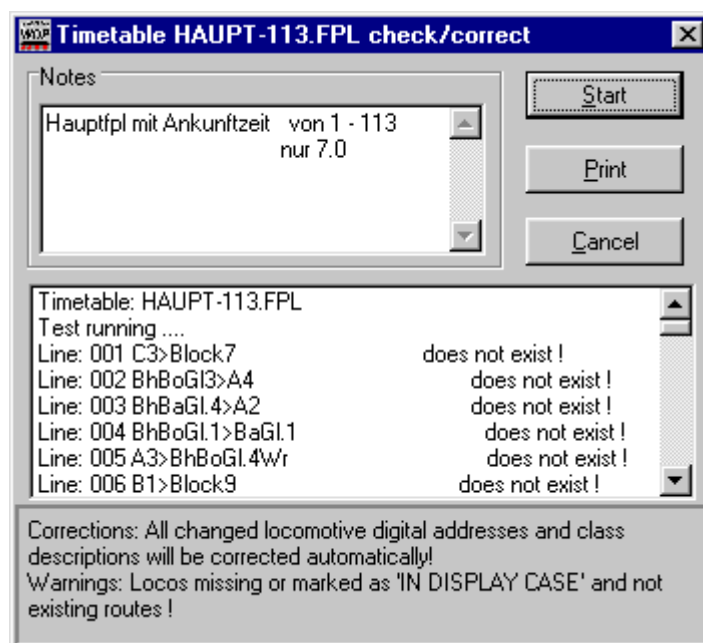 Timetable HAUPT-113.FPL check/correct
Notes
Hauptfpl mit Ankunftzeit von 1 - 113
nur 7.0
Start
Print
Cancel
Timetable: HAUPT-113.FPL
Test running ....
Line: 001 C3>Block7 does not exist !
Line: 002 BhBoGl3>A4 does not exist !
Line: 003 BhBaGl.4>A2 does not exist !
Line: 004 BhBoGl.1>BaGl.1 does not exist !
Line: 005 A3>BhBoGl.4Wr does not exist !
Line: 006 B1>Block9 does not exist !
Corrections: All changed locomotive digital addresses and class
descriptions will be corrected automatically!
Warnings: Locos missing or marked as 'IN DISPLAY CASE' and not
existing routes !